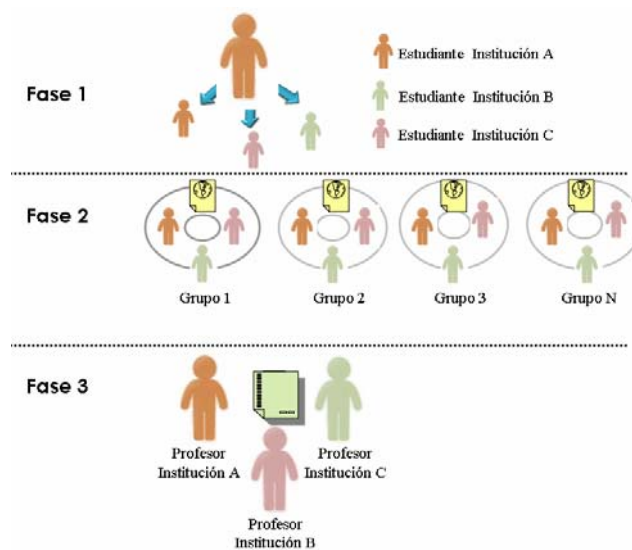 Fase 1
Estudiante Institución A
Estudiante Institución B
Estudiante Institución C
Fase 2
Grupo 1
Grupo 2
Grupo 3
Grupo N
Fase 3
Profesor
Institución A
Profesor
Institución C
Profesor
Institución B